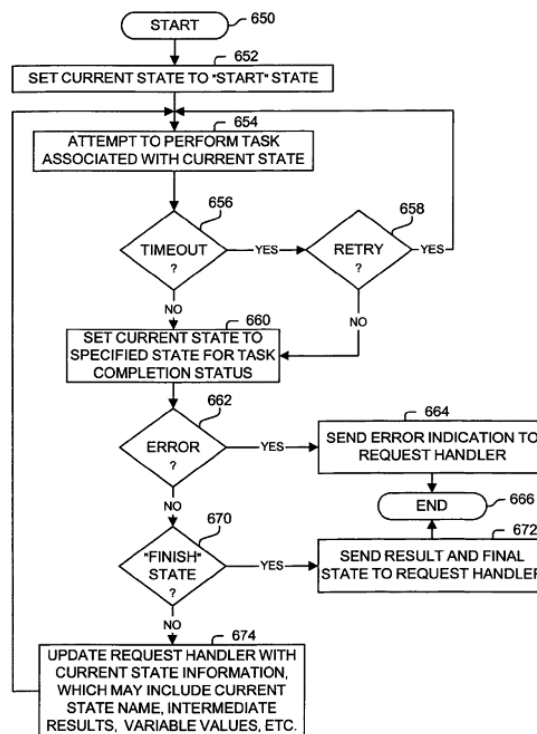 START
650
652
SET CURRENT STATE TO "START" STATE
654
ATTEMPT TO PERFORM TASK
ASSOCIATED WITH CURRENT STATE
656
TIMEOUT
?
YES
658
RETRY
?
YES
NO
NO
660
SET CURRENT STATE TO
SPECIFIED STATE FOR TASK
COMPLETION STATUS
662
ERROR
?
YES
664
SEND ERROR INDICATION TO
REQUEST HANDLER
END
666
NO
670
"FINISH"
STATE
?
YES
672
SEND RESULT AND FINAL
STATE TO REQUEST HANDLER
NO
674
UPDATE REQUEST HANDLER WITH
CURRENT STATE INFORMATION,
WHICH MAY INCLUDE CURRENT
STATE NAME, INTERMEDIATE
RESULTS, VARIABLE VALUES, ETC.